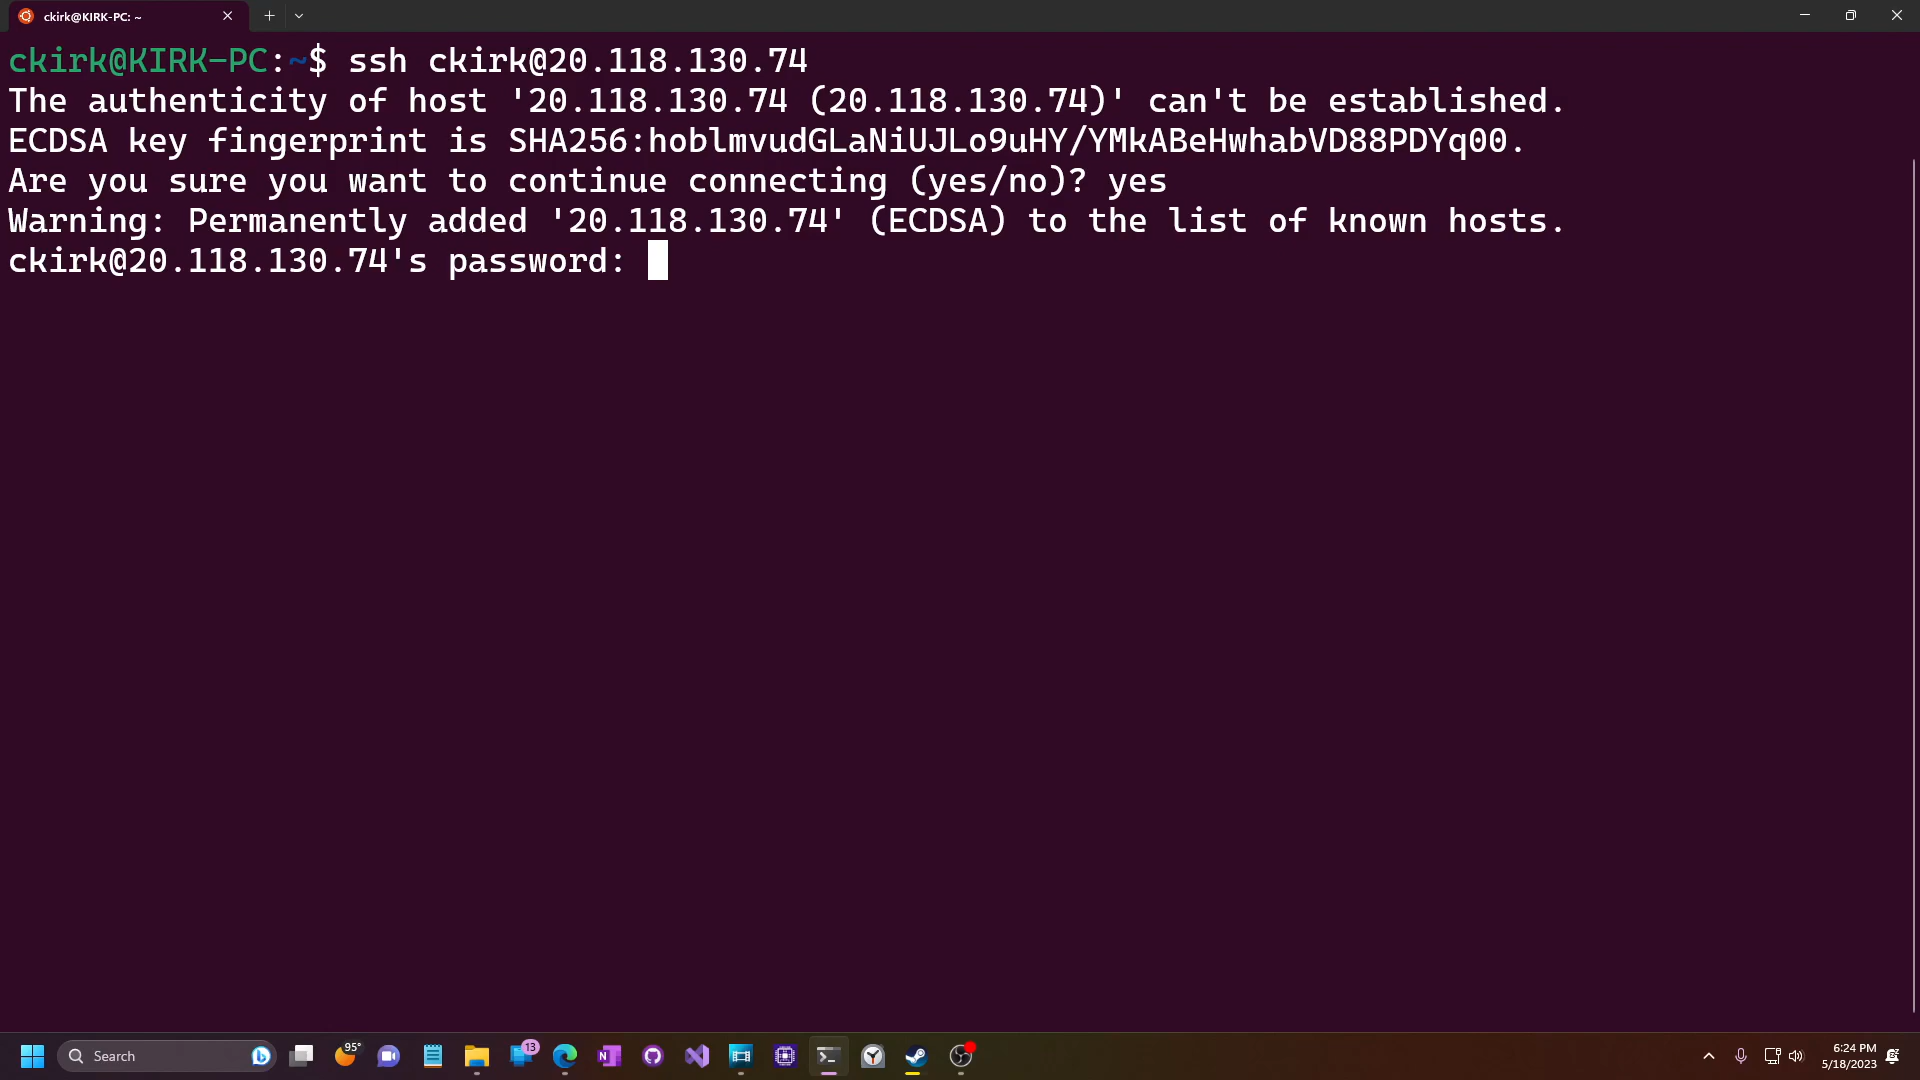 ckirk@KIRK-PC: ~
ckirk@KIRK-PC:~$ ssh ckirk@20.118.130.74
The authenticity of host '20.118.130.74 (20.118.130.74)' can't be established.
ECDSA key fingerprint is SHA256:hoblmvudGLaNiUJLo9uHY/YMkABeHwhabVD88PDYq00.
Are you sure you want to continue connecting (yes/no)? yes
Warning: Permanently added '20.118.130.74' (ECDSA) to the list of known hosts.
ckirk@20.118.130.74's password:
Search
95°
13
N
6:24 PM
5/18/2023